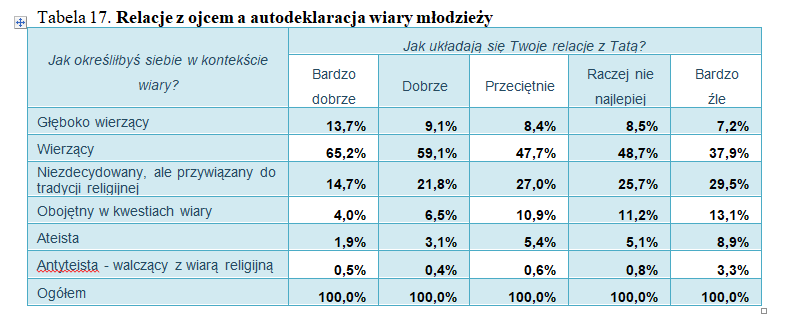 Tabela 17. Relacje z ojcem a autodeklaracja wiary młodzieży
Jak określiłbyś siebie w kontekście
wiary?
Jak układają się Twoje relacje z Tatą?
Bardzo
dobrze
Dobrze
Przeciętnie
Raczej nie
najlepiej
Bardzo
źle
Głęboko wierzący 13,7% 9,1% 8,4% 8,5% 7,2%
Wierzący 65,2% 59,1% 47,7% 48,7% 37,9%
Niezdecydowany, ale przywiązany do
tradycji religijnej 14,7% 21,8% 27,0% 25,7% 29,5%
Obojętny w kwestiach wiary 4,0% 6,5% 10,9% 11,2% 13,1%
Ateista 1,9% 3,1% 5,4% 5,1% 8,9%
Antyteista - walczący z wiarą religijną 0,5% 0,4% 0,6% 0,8% 3,3%
Ogółem 100,0% 100,0% 100,0% 100,0% 100,0%